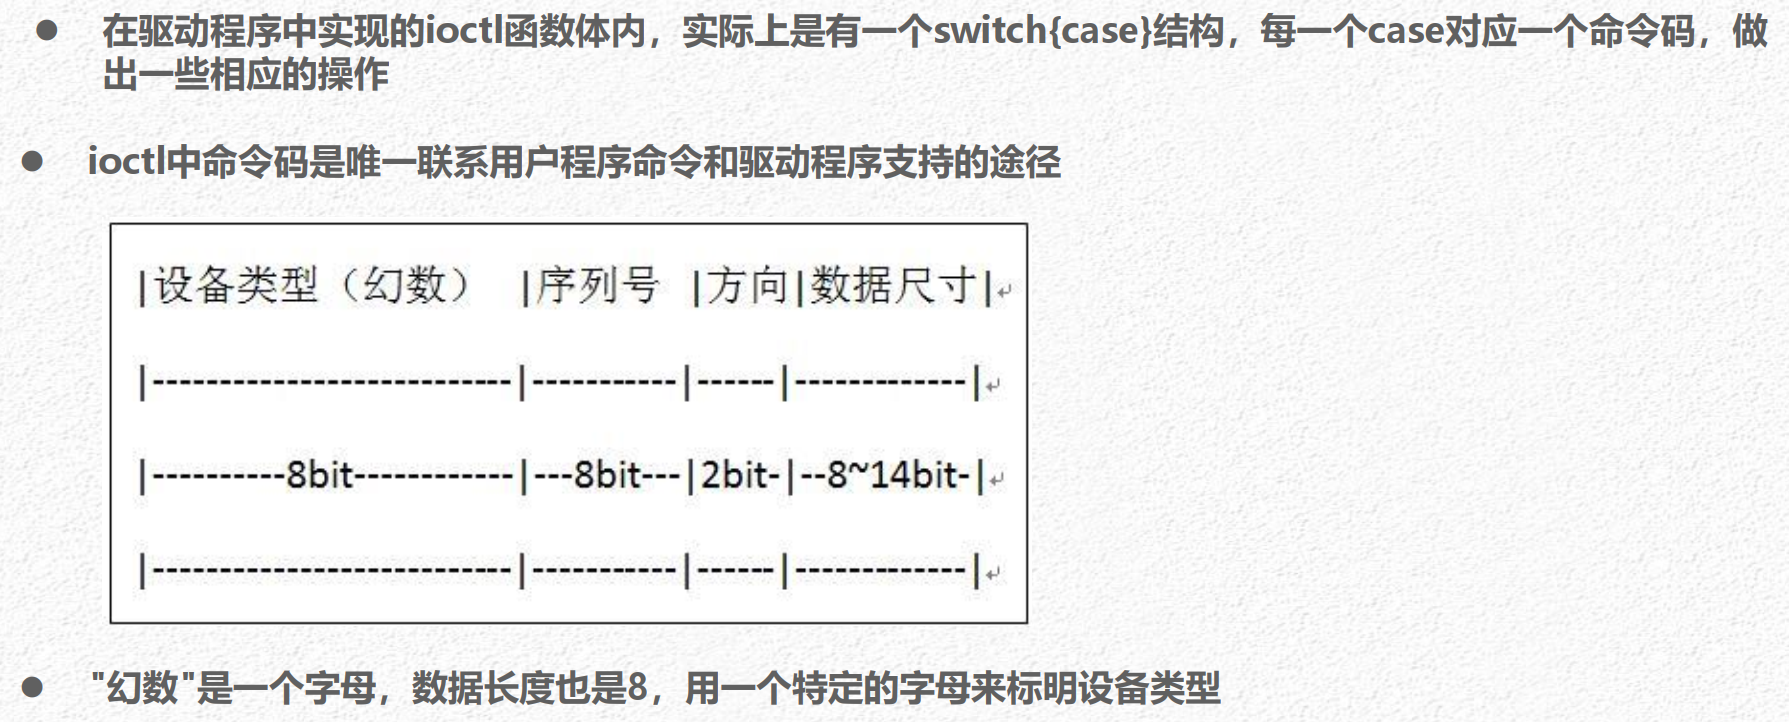 ● 在驱动程序中实现的ioctl函数体内，实际上是有一个switch{case}结构，每一个case对应一个命令码，做
出一些相应的操作
● ioctl中命令码是唯一联系用户程序命令和驱动程序支持的途径
|设备类型（幻数） |序列号 |方向|数据尺寸|↵
|---------------------------|-----------|------|-------------|↵
|----------8bit------------|---8bit---|2bit-|--8~14bit-|↵
|---------------------------|-----------|------|-------------|↵
● "幻数"是一个字母，数据长度也是8，用一个特定的字母来标明设备类型